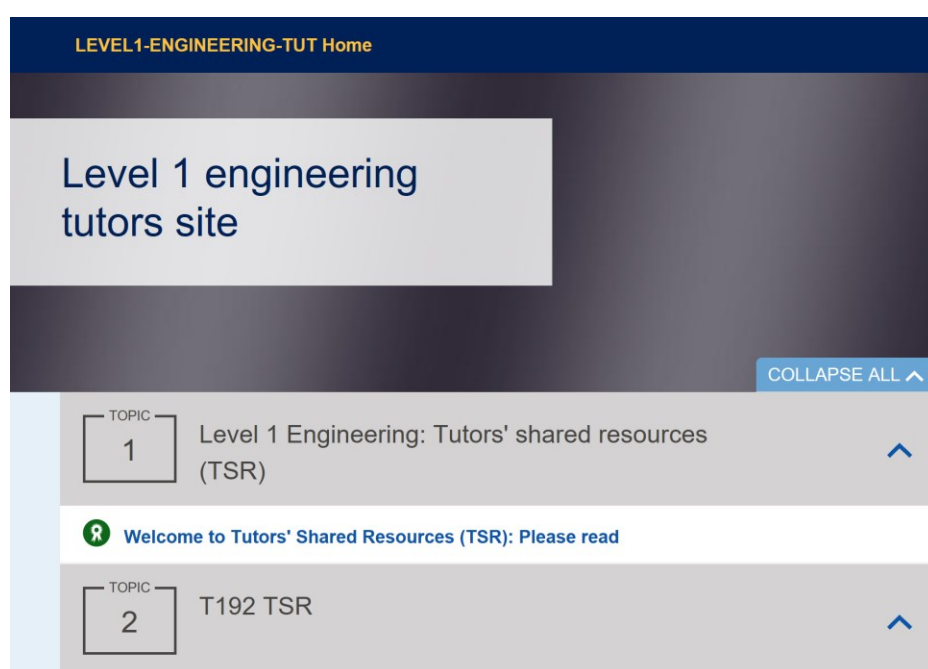 LEVEL1-ENGINEERING-TUT Home
Level 1 engineering
tutors site
COLLAPSE ALL
TOPIC
1
Level 1 Engineering: Tutors' shared resources
(TSR)
Welcome to Tutors' Shared Resources (TSR): Please read
TOPIC
2
T192 TSR